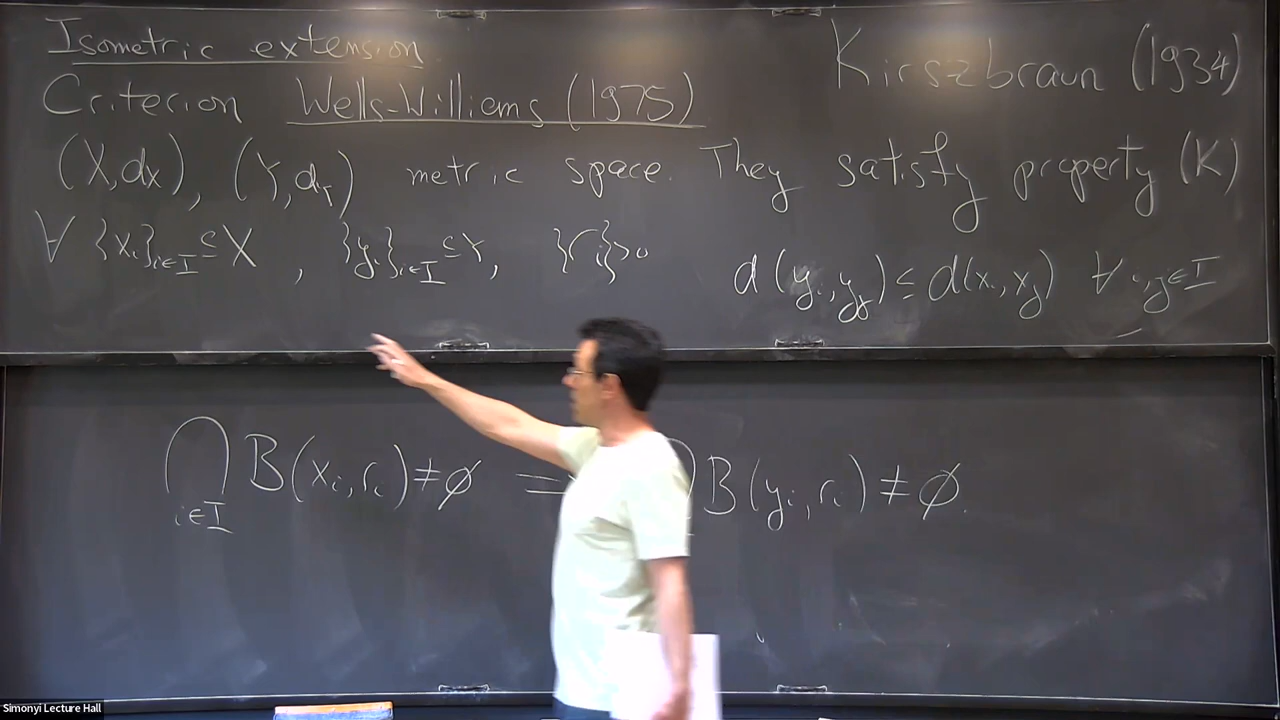 Isometric extension
Kirszbraun (1934)
Criterion Wells-Williams (1975)
(X,dx), (Y,dY) metric space. They satisfy property (K)
∀ {xi}i∈I ⊆ X, {yi}i∈I ⊆ Y, {ri}>0 d(yi,yj) ≤ d(xi,xj) ∀ i,j∈I
⋂ i∈I B(xi,ri) ≠ ∅ = ⋂ B(yi,ri) ≠ ∅.
Simonyi Lecture Hall